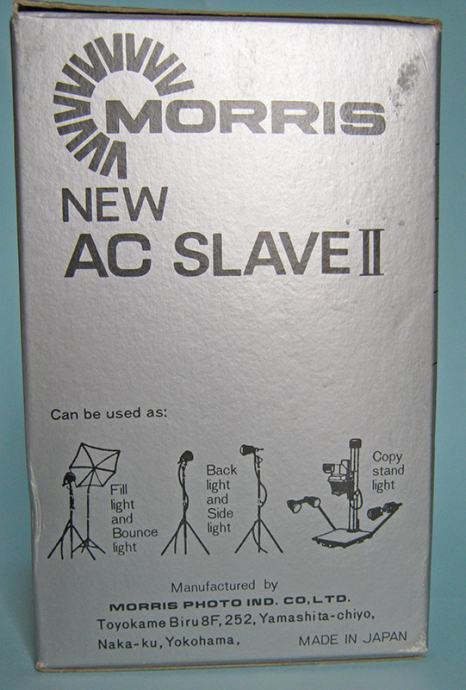 MORRIS
NEW
AC SLAVE II
Can be used as:
Fill
light
and
Bounce
light
Back
light
and
Side
light
Copy
stand
light
Manufactured by
MORRIS PHOTO IND. CO,LTD.
Toyokame Biru 8F, 252, Yamashita-chiyo,
Naka-ku, Yokohama, MADE IN JAPAN